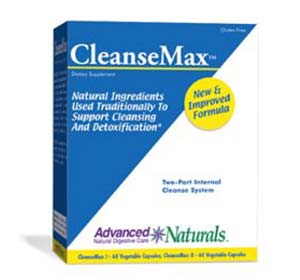 Gluten Free
CleanseMax™
Dietary Supplement
Natural Ingredients
Used Traditionally To
Support Cleansing
And Detoxification*
New &
Improved
Formula
Two-Part Internal
Cleanse System
Advanced Naturals™
Natural Digestive Care
CleanseMax I - 60 Vegetable Capsules, CleanseMax II - 60 Vegetable Capsules